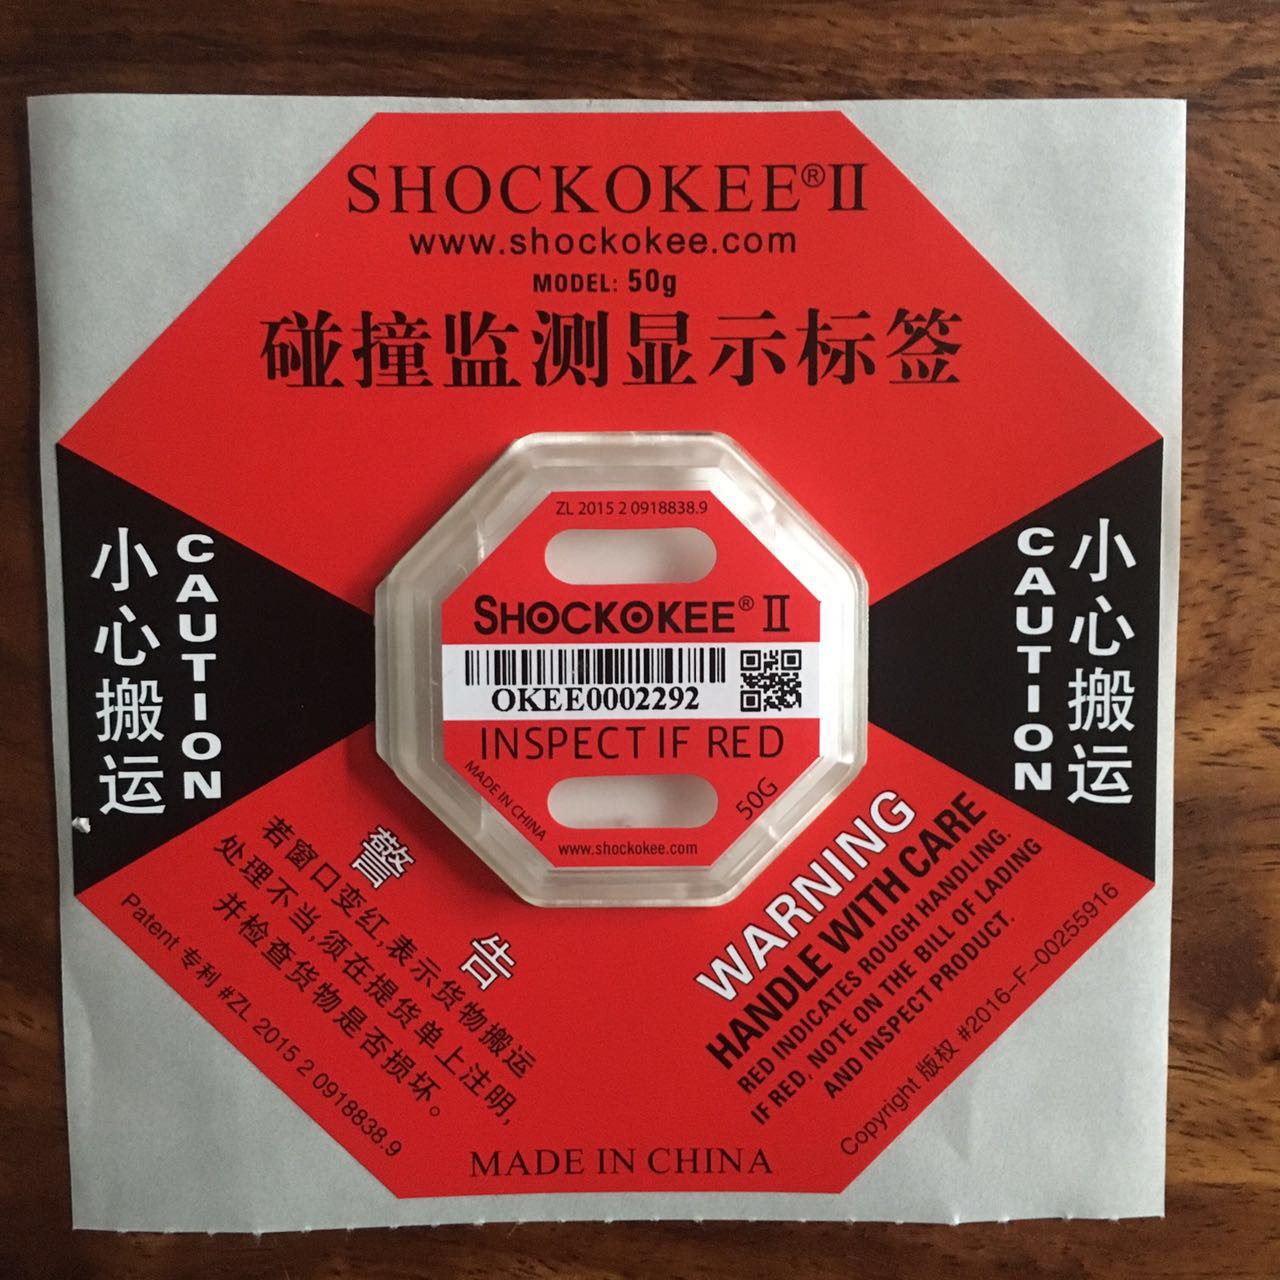 SHOCKOKEE®II
www.shockokee.com
MODEL: 50g
碰撞监测显示标签
小心搬运
CAUTION
ZL 2015 2 0918838.9
SHOCKOKEE® II
OKEE0002292
INSPECT IF RED
MADE IN CHINA
50G
www.shockokee.com
CAUTION
小心搬运
警告
若窗口变红,表示货物搬运
处理不当,须在提货单上注明,
并检查货物是否损坏。
Patent 专利 #ZL 2015 2 0918838.9
WARNING
HANDLE WITH CARE
RED INDICATES ROUGH HANDLING.
IF RED, NOTE ON THE BILL OF LADING
AND INSPECT PRODUCT.
Copyright 版权 #2016-F-00255916
MADE IN CHINA